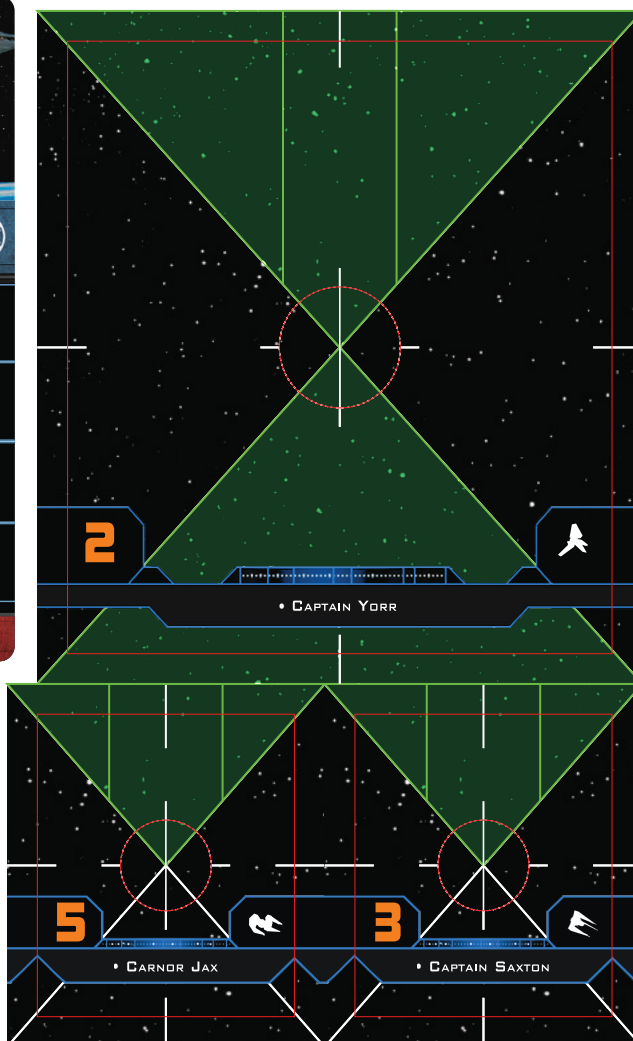 2
• Captain Yorr
5
• Carnor Jax
3
• Captain Saxton